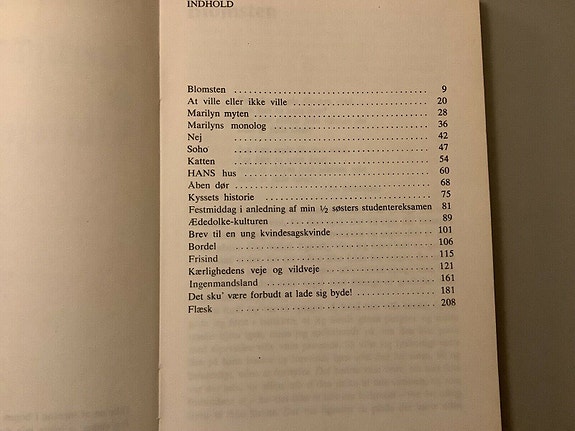 INDHOLD
Blomsten ........................................ 9
At ville eller ikke ville ........................................ 20
Marilyn myten ........................................ 28
Marilyns monolog ........................................ 36
Nej ........................................ 42
Soho ........................................ 47
Katten ........................................ 54
HANS hus ........................................ 60
Åben dør ........................................ 68
Kyssets historie ........................................ 75
Festmiddag i anledning af min ½ søsters studentereksamen 81
Ædedolke-kulturen ........................................ 89
Brev til en ung kvindesagskvinde ........................................ 101
Bordel ........................................ 106
Frisind ........................................ 115
Kærlighedens veje og vildveje ........................................ 121
Ingenmandsland ........................................ 161
Det sku' være forbudt at lade sig byde! ........................................ 181
Flæsk ........................................ 208